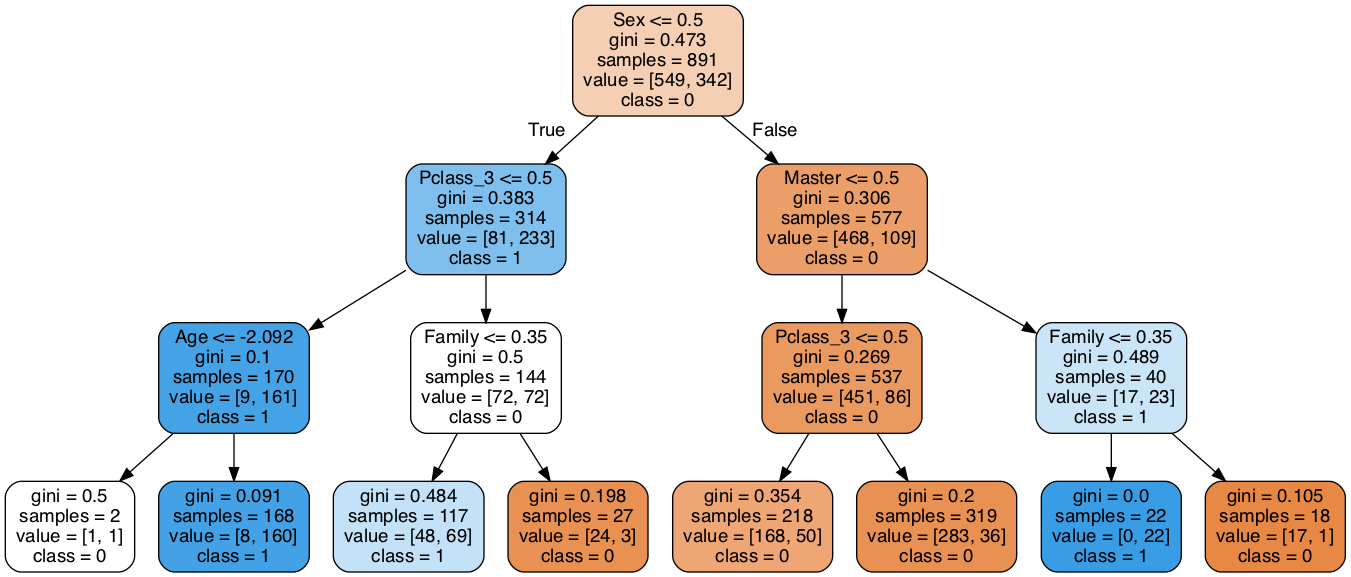 Sex <= 0.5
gini = 0.473
samples = 891
value = [549, 342]
class = 0
True
False
Pclass_3 <= 0.5
gini = 0.383
samples = 314
value = [81, 233]
class = 1
Master <= 0.5
gini = 0.306
samples = 577
value = [468, 109]
class = 0
Age <= -2.092
gini = 0.1
samples = 170
value = [9, 161]
class = 1
Family <= 0.35
gini = 0.5
samples = 144
value = [72, 72]
class = 0
Pclass_3 <= 0.5
gini = 0.269
samples = 537
value = [451, 86]
class = 0
Family <= 0.35
gini = 0.489
samples = 40
value = [17, 23]
class = 1
gini = 0.5
samples = 2
value = [1, 1]
class = 0
gini = 0.091
samples = 168
value = [8, 160]
class = 1
gini = 0.484
samples = 117
value = [48, 69]
class = 1
gini = 0.198
samples = 27
value = [24, 3]
class = 0
gini = 0.354
samples = 218
value = [168, 50]
class = 0
gini = 0.2
samples = 319
value = [283, 36]
class = 0
gini = 0.0
samples = 22
value = [0, 22]
class = 1
gini = 0.105
samples = 18
value = [17, 1]
class = 0